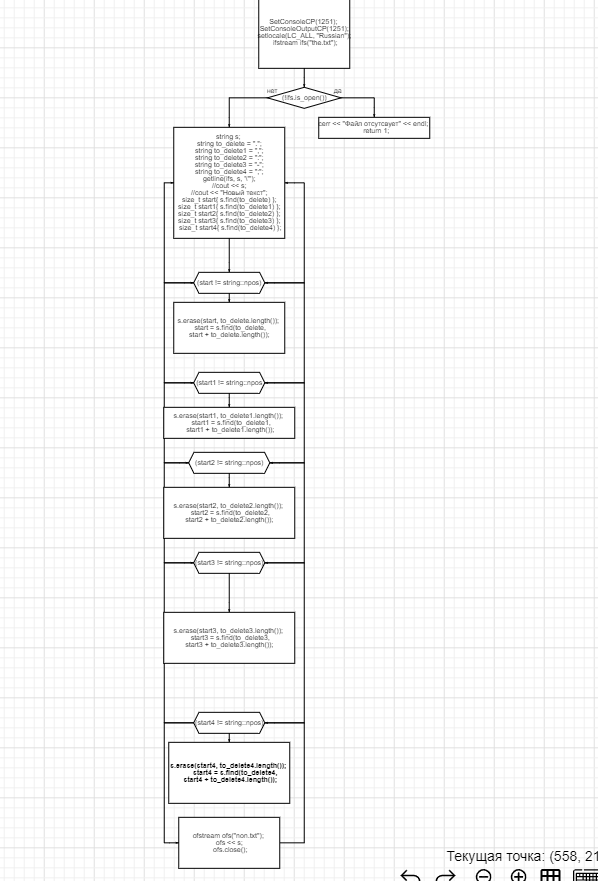 SetConsoleCP(1251);
SetConsoleOutputCP(1251);
setlocale(LC_ALL, "Russian");
ifstream ifs("the.txt");
нет
да
(!ifs.is_open())
cerr << "Файл отсутсвует" << endl;
return 1;
string s;
string to_delete =
string to_delete1 =
string to_delete2 =
string to_delete3 =
string to_delete4 =
getline(ifs, s,
//cout << s;
//cout << "Новый текст";
size_t start( s.find(to_delete) );
size_t start1( s.find(to_delete1) );
size_t start2( s.find(to_delete2) );
size_t start3( s.find(to_delete3) );
size_t start4( s.find(to_delete4) );
(start != string::npos)
s.erase(start, to_delete.length());
start = s.find(to_delete,
start + to_delete.length());
(start1 != string::npos
s.erase(start1, to_delete1.length());
start1 = s.find(to_delete1,
start1 + to_delete1.length());
(start2 != string::npos)
s.erase(start2, to_delete2.length());
start2 = s.find(to_delete2,
start2 + to_delete2.length());
(start3 != string::npos)
s.erase(start3, to_delete3.length());
start3 = s.find(to_delete3,
start3 + to_delete3.length());
(start4 != string::npos)
s.erase(start4, to_delete4.length());
start4 = s.find(to_delete4,
start4 + to_delete4.length());
ofstream ofs("non.txt");
ofs << s;
ofs.close();
Текущая точка: (558, 21